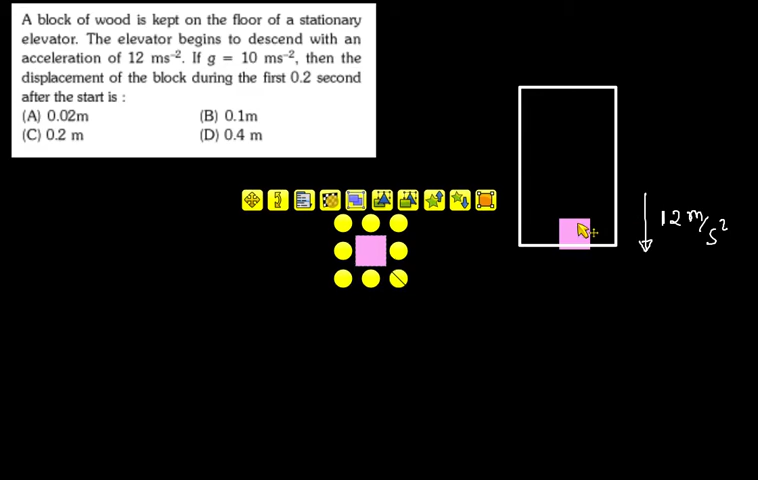 A block of wood is kept on the floor of a stationary
elevator. The elevator begins to descend with an
acceleration of 12 ms⁻². If g = 10 ms⁻², then the
displacement of the block during the first 0.2 second
after the start is :
(A) 0.02m (B) 0.1m
(C) 0.2 m (D) 0.4 m
12 m/s²